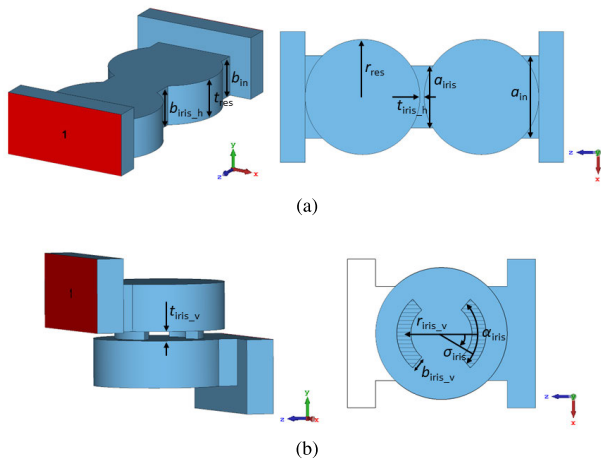 1
b_in
t_res
b_iris_h
y
z
x
r_res
a_iris
t_iris_h
a_in
z
x
(a)
1
t_iris_v
y
z
x
r_iris_v
α_iris
σ_iris
b_iris_v
z
x
(b)